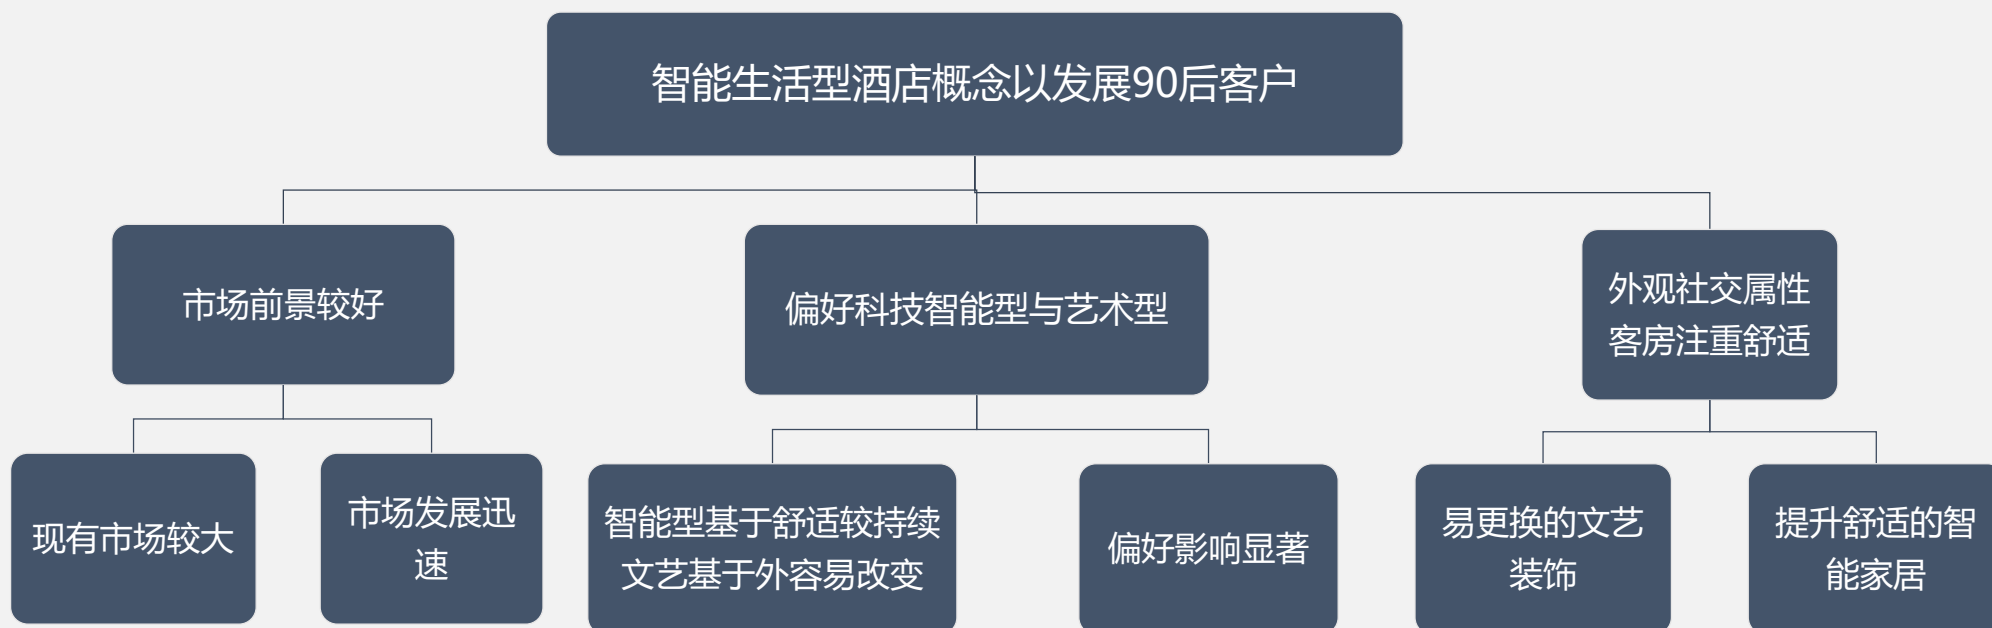 智能生活型酒店概念以发展90后客户
市场前景较好
偏好科技智能型与艺术型
外观社交属性
客房注重舒适
现有市场较大
市场发展迅
速
智能型基于舒适较持续
文艺基于外容易改变
偏好影响显著
易更换的文艺
装饰
提升舒适的智
能家居